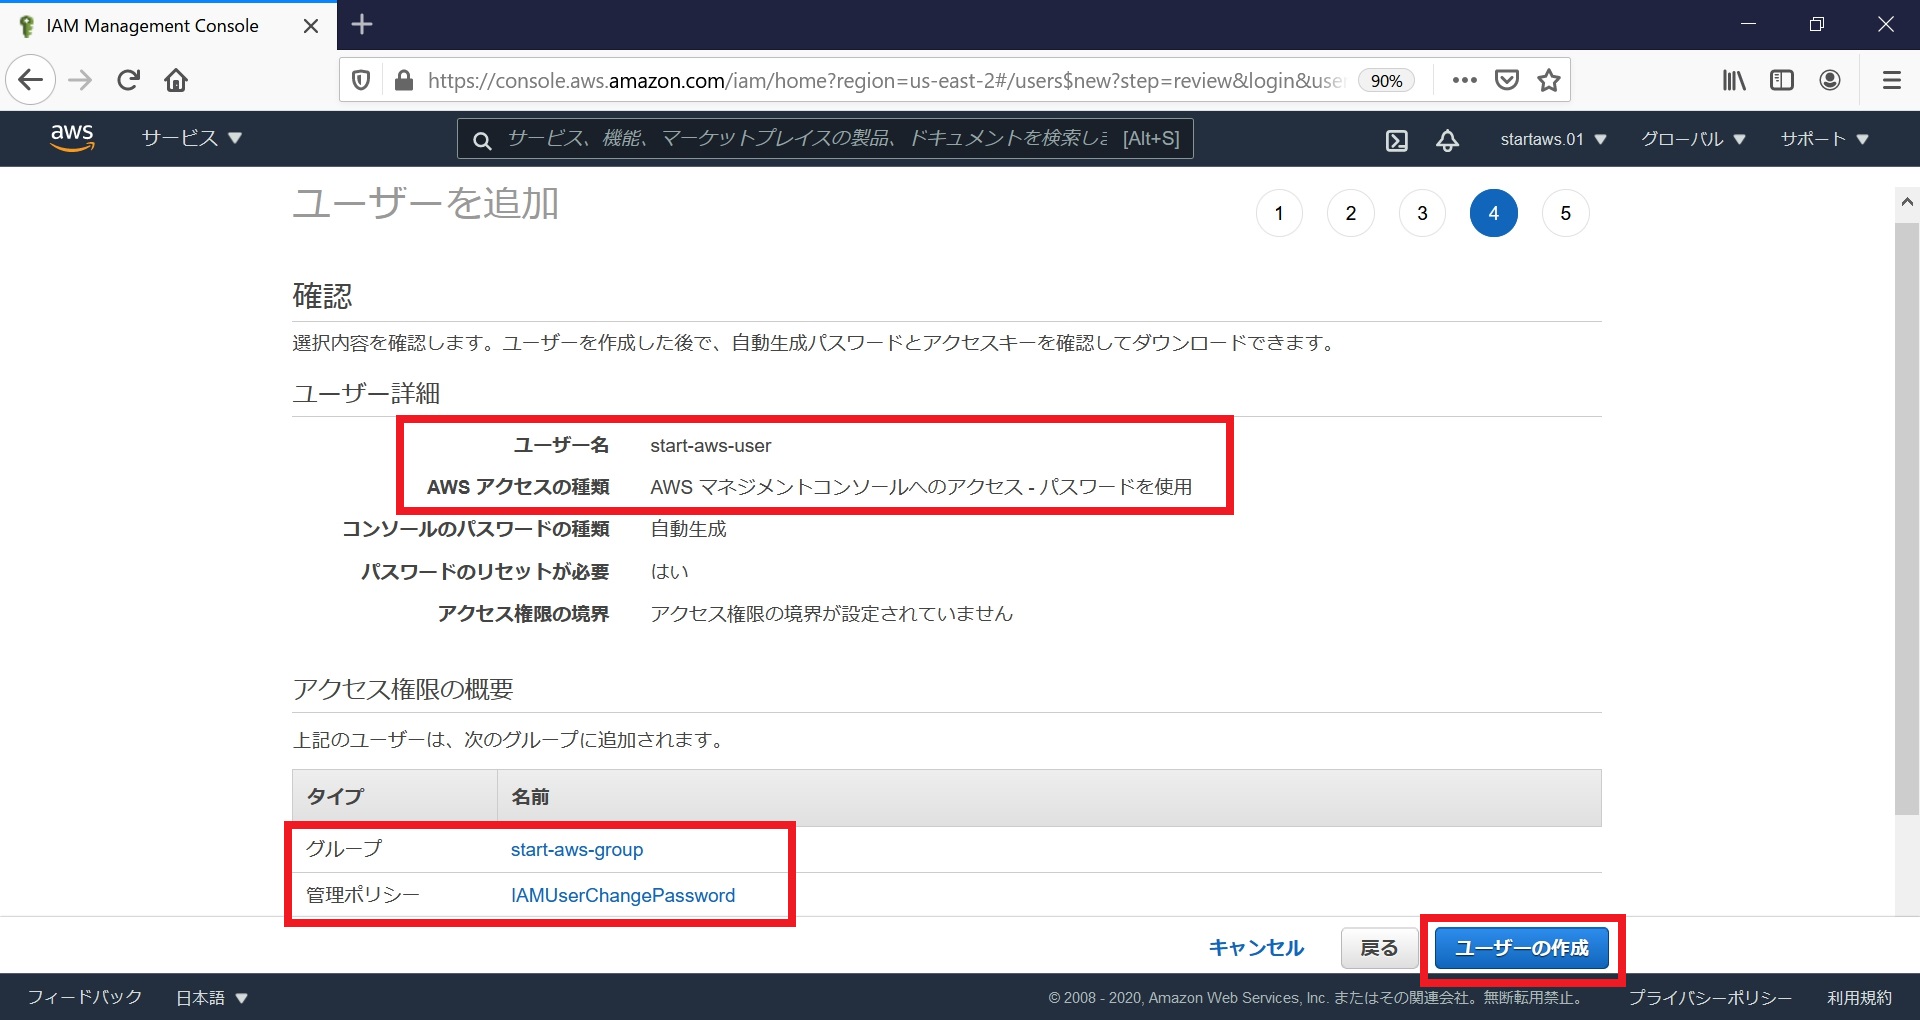 IAM Management Console
https://console.aws.amazon.com/iam/home?region=us-east-2#/users$new?step=review&login&use
90%
aws
サービス
サービス、機能、マーケットプレイスの製品、ドキュメントを検索しま
[Alt+S]
startaws.01
グローバル
サポート
ユーザーを追加
1
2
3
4
5
確認
選択内容を確認します。ユーザーを作成した後で、自動生成パスワードとアクセスキーを確認してダウンロードできます。
ユーザー詳細
ユーザー名 start-aws-user
AWS アクセスの種類 AWS マネジメントコンソールへのアクセス - パスワードを使用
コンソールのパスワードの種類 自動生成
パスワードのリセットが必要 はい
アクセス権限の境界 アクセス権限の境界が設定されていません
アクセス権限の概要
上記のユーザーは、次のグループに追加されます。
タイプ 名前
グループ start-aws-group
管理ポリシー IAMUserChangePassword
キャンセル
戻る
ユーザーの作成
フィードバック
日本語
© 2008 - 2020, Amazon Web Services, Inc. またはその関連会社。無断転用禁止。
プライバシーポリシー
利用規約